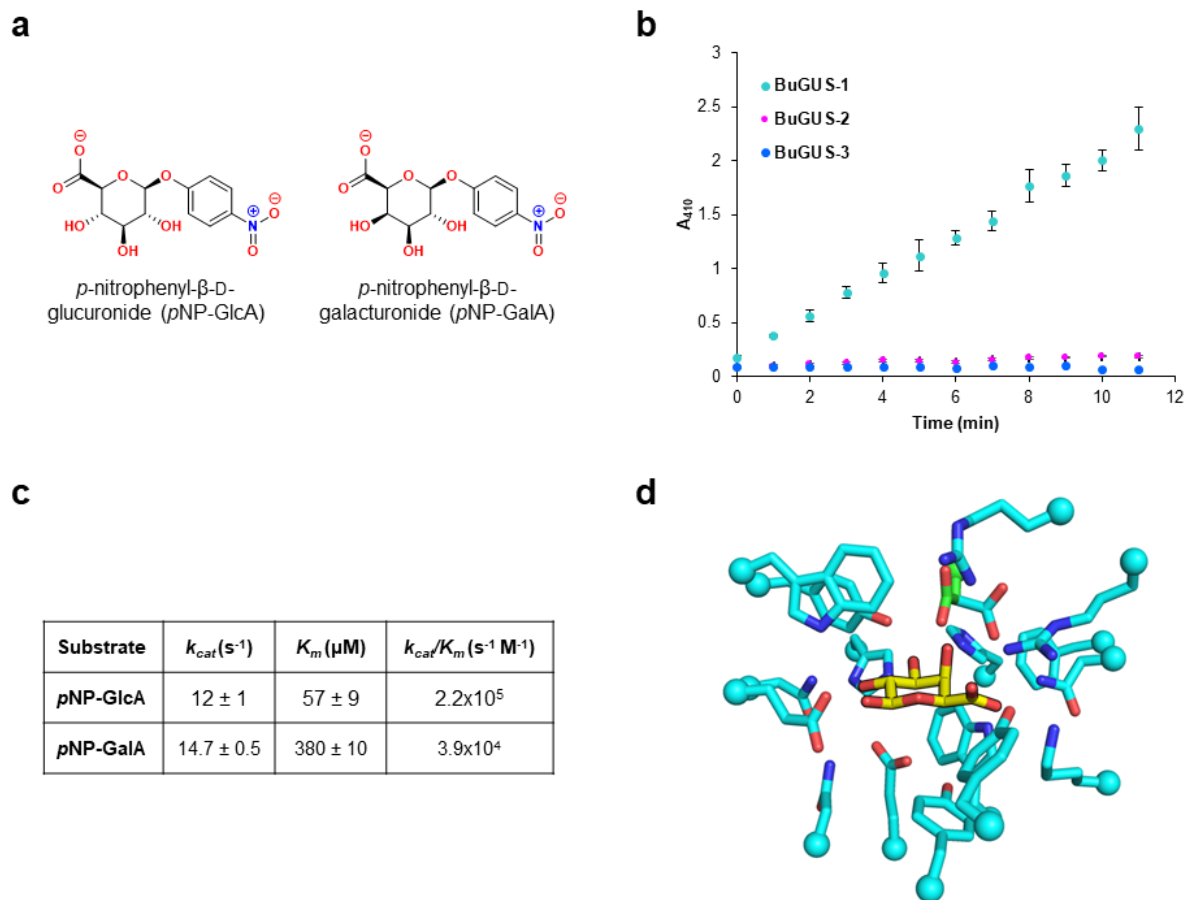 a
⊖
O
O
O
O
HO
OH
OH
N
⊕
O
⊖
O
p-nitrophenyl-β-D-
glucuronide (pNP-GlcA)
⊖
O
O
O
O
HO
OH
OH
N
⊕
O
⊖
O
p-nitrophenyl-β-D-
galacturonide (pNP-GalA)
b
BuGUS-1
BuGUS-2
BuGUS-3
3
2.5
2
1.5
1
0.5
0
A410
0 2 4 6 8 10 12
Time (min)
c
Substrate kcat (s-1) Km (µM) kcat/Km (s-1 M-1)
pNP-GlcA 12 ± 1 57 ± 9 2.2x10⁵
pNP-GalA 14.7 ± 0.5 380 ± 10 3.9x10⁴
d